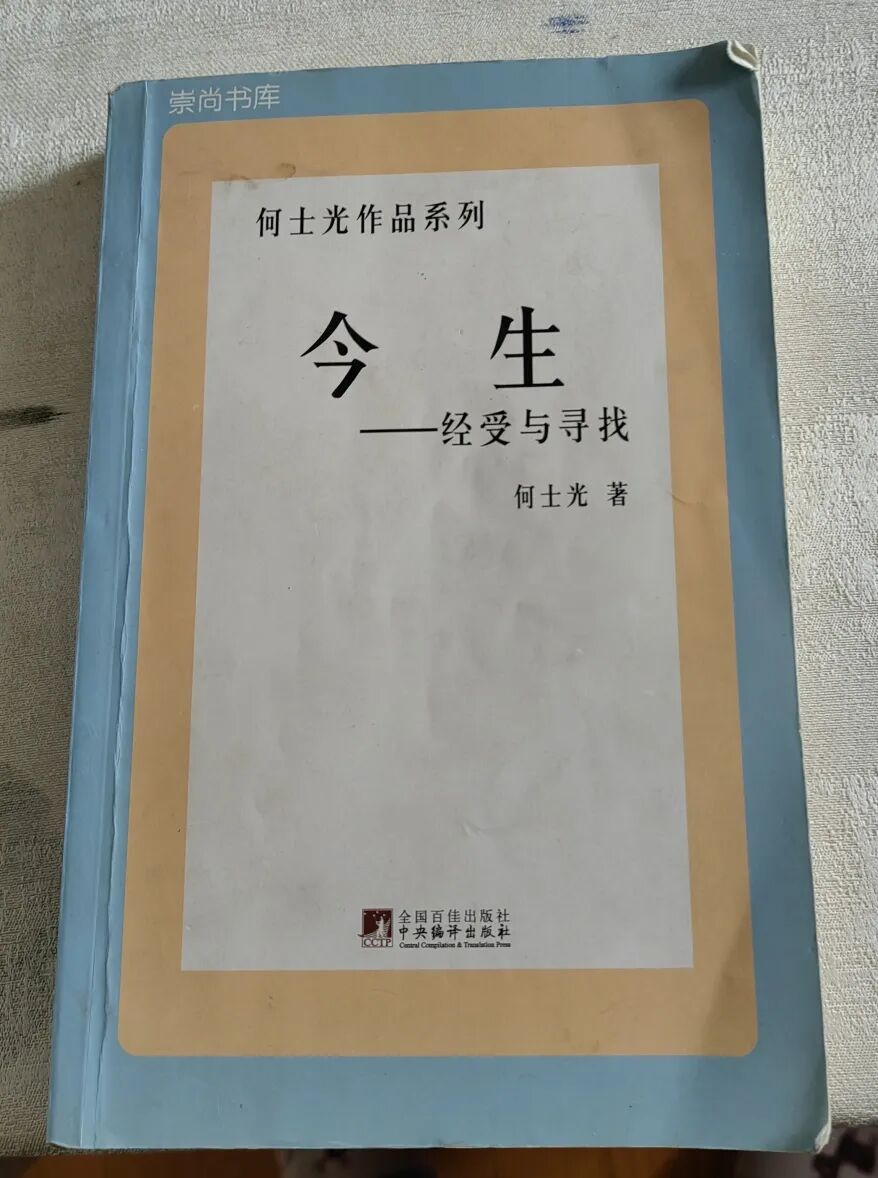 崇尚书库
何士光作品系列
今 生
——经受与寻找
何士光 著
全国百佳出版社
中央编译出版社
CCTP
Central Compilation & Translation Press